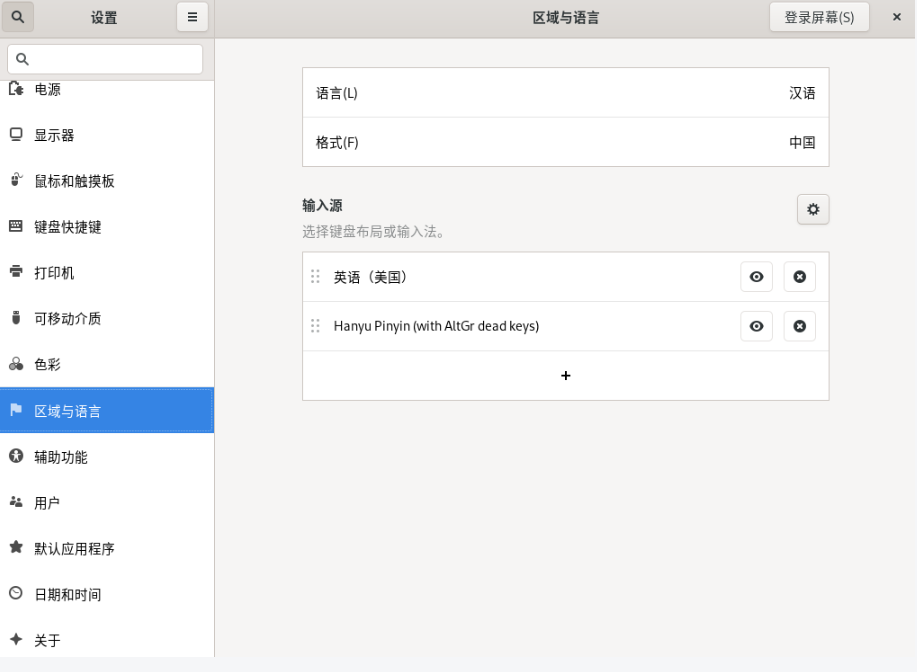 设置
区域与语言
登录屏幕(S)
电源
显示器
鼠标和触摸板
键盘快捷键
打印机
可移动介质
色彩
区域与语言
辅助功能
用户
默认应用程序
日期和时间
关于
语言(L)
汉语
格式(F)
中国
输入源
选择键盘布局或输入法。
英语（美国）
Hanyu Pinyin (with AltGr dead keys)